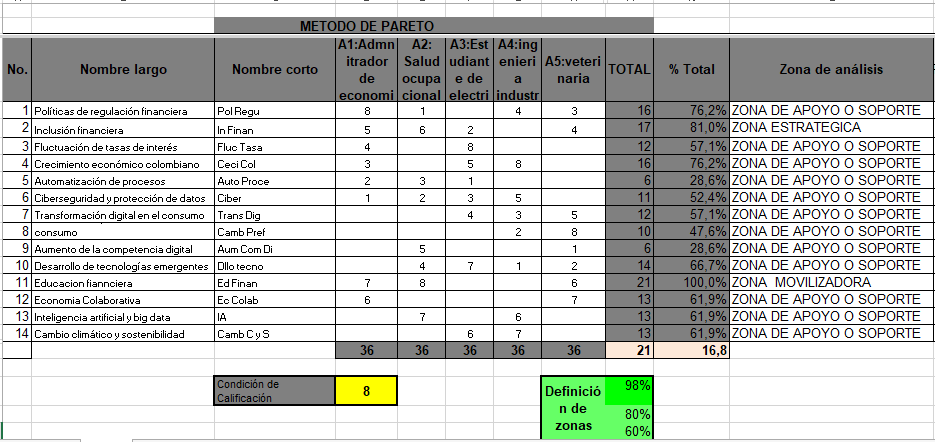 METODO DE PARETO
No. Nombre largo Nombre corto A1:Admn itrador de economi A2: Salud ocupa cional A3:Est udiant e de electri A4:ing enieri a industr A5:veteri naria TOTAL % Total Zona de análisis
1 Políticas de regulación financiera Pol Regu 8 1 4 3 16 76,2% ZONA DE APOYO O SOPORTE
2 Inclusión financiera In Finan 5 6 2 4 17 81,0% ZONA ESTRATEGICA
3 Fluctuación de tasas de interés Fluc Tasa 4 8 12 57,1% ZONA DE APOYO O SOPORTE
4 Crecimiento económico colombiano Ceci Col 3 5 8 16 76,2% ZONA DE APOYO O SOPORTE
5 Automatización de procesos Auto Proce 2 3 1 6 28,6% ZONA DE APOYO O SOPORTE
6 Ciberseguridad y protección de datos Ciber 1 2 3 5 11 52,4% ZONA DE APOYO O SOPORTE
7 Transformación digital en el consumo Trans Dig 4 3 5 12 57,1% ZONA DE APOYO O SOPORTE
8 consumo Camb Pref 2 8 10 47,6% ZONA DE APOYO O SOPORTE
9 Aumento de la competencia digital Aum Com Di 5 1 6 28,6% ZONA DE APOYO O SOPORTE
10 Desarrollo de tecnologías emergentes Dllo tecno 4 7 1 2 14 66,7% ZONA DE APOYO O SOPORTE
11 Educacion fiannciera Ed Finan 7 8 6 21 100,0% ZONA MOVILIZADORA
12 Economia Colaborativa Ec Colab 6 7 13 61,9% ZONA DE APOYO O SOPORTE
13 Inteligencia artificial y big data IA 7 6 13 61,9% ZONA DE APOYO O SOPORTE
14 Cambio climático y sostenibilidad Camb C y S 6 7 13 61,9% ZONA DE APOYO O SOPORTE
36 36 36 36 36 21 16,8
Condición de
Calificación
8
Definició
n de
zonas
98%
80%
60%